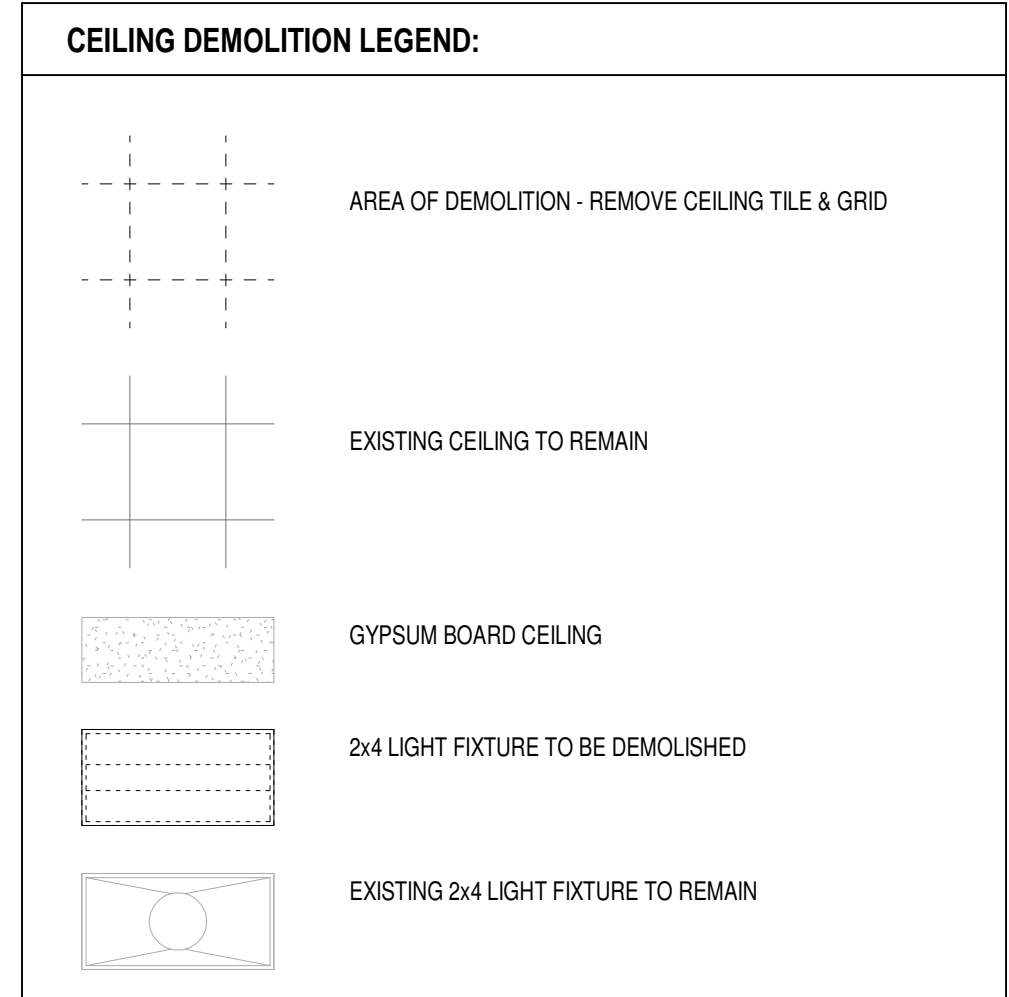 CEILING DEMOLITION LEGEND:
AREA OF DEMOLITION - REMOVE CEILING TILE & GRID
EXISTING CEILING TO REMAIN
GYPSUM BOARD CEILING
2x4 LIGHT FIXTURE TO BE DEMOLISHED
EXISTING 2x4 LIGHT FIXTURE TO REMAIN